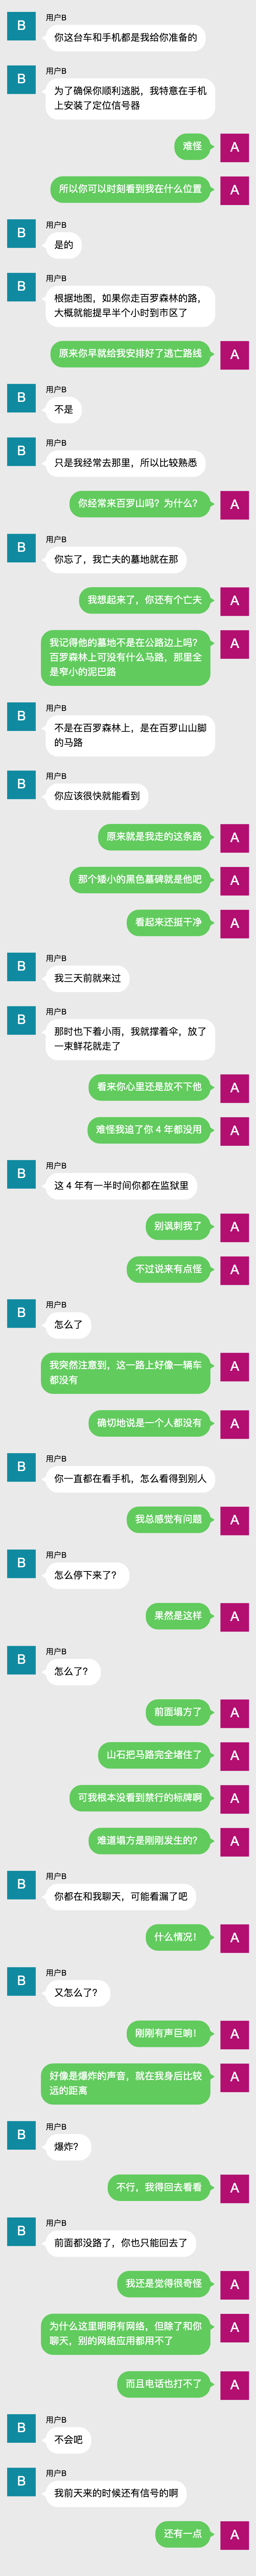 B
用户B
你这台车和手机都是我给你准备的
B
用户B
为了确保你顺利逃脱，我特意在手机
上安装了定位信号器
难怪
A
所以你可以时刻看到我在什么位置
A
B
用户B
是的
B
用户B
根据地图，如果你走百罗森林的路，
大概就能提早半个小时到市区了
原来你早就给我安排好了逃亡路线
A
B
用户B
不是
B
用户B
只是我经常去那里，所以比较熟悉
你经常来百罗山吗？为什么？
A
B
用户B
你忘了，我亡夫的墓地就在那
我想起来了，你还有个亡夫
A
我记得他的墓地不是在公路边上吗？
百罗森林上可没有什么马路，那里全
是窄小的泥巴路
A
B
用户B
不是在百罗森林上，是在百罗山山脚
的马路
B
用户B
你应该很快就能看到
原来就是我走的这条路
A
那个矮小的黑色墓碑就是他吧
A
看起来还挺干净
A
B
用户B
我三天前就来过
B
用户B
那时也下着小雨，我就撑着伞，放了
一束鲜花就走了
看来你心里还是放不下他
A
难怪我追了你 4 年都没用
A
B
用户B
这 4 年有一半时间你都在监狱里
别讽刺我了
A
不过说来有点怪
A
B
用户B
怎么了
我突然注意到，这一路上好像一辆车
都没有
A
确切地说是一个人都没有
A
B
用户B
你一直都在看手机，怎么看得到别人
我总感觉有问题
A
B
用户B
怎么停下来了？
果然是这样
A
B
用户B
怎么了？
前面塌方了
A
山石把马路完全堵住了
A
可我根本没看到禁行的标牌啊
A
难道塌方是刚刚发生的？
A
B
用户B
你都在和我聊天，可能看漏了吧
什么情况！
A
B
用户B
又怎么了？
刚刚有声巨响！
A
好像是爆炸的声音，就在我身后比较
远的距离
A
B
用户B
爆炸？
不行，我得回去看看
A
B
用户B
前面都没路了，你也只能回去了
我还是觉得很奇怪
A
为什么这里明明有网络，但除了和你
聊天，别的网络应用都用不了
A
而且电话也打不了
A
B
用户B
不会吧
B
用户B
我前天来的时候还有信号的啊
还有一点
A